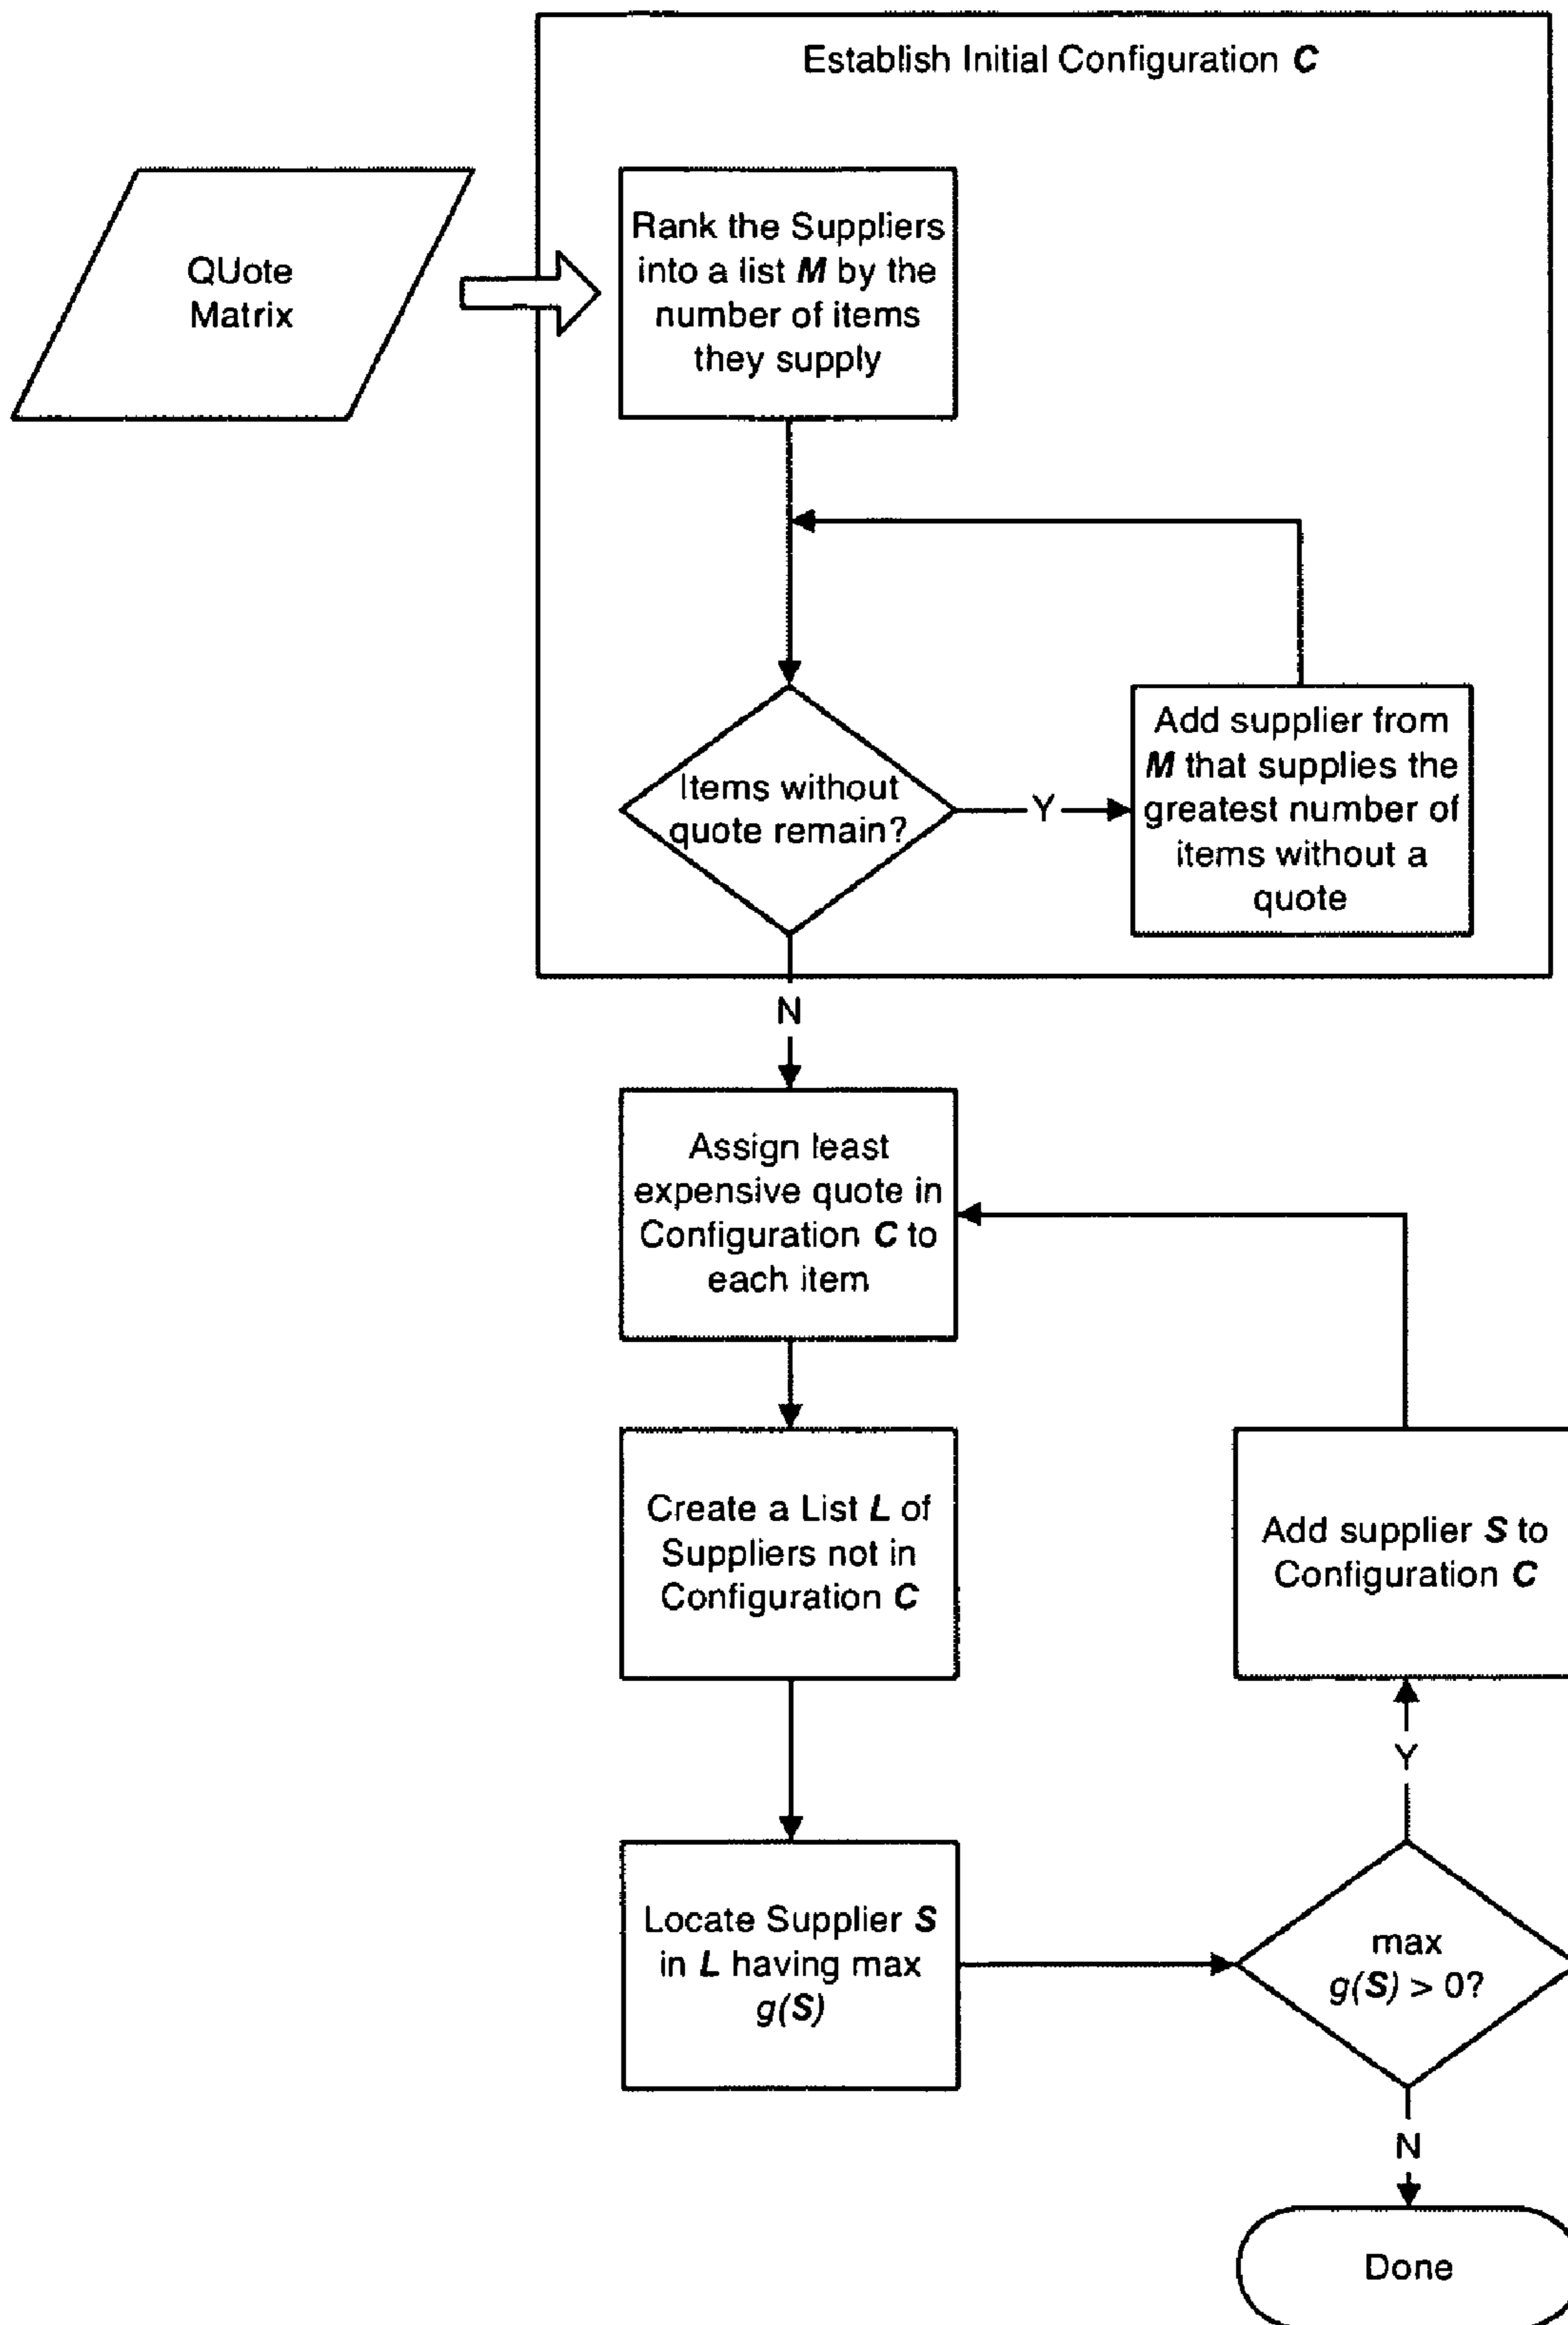 Establish Initial Configuration C
QUote
Matrix
Rank the Suppliers
into a list M by the
number of items
they supply
Items without
quote remain?
Y
Add supplier from
M that supplies the
greatest number of
items without a
quote
N
Assign least
expensive quote in
Configuration C to
each item
Create a List L of
Suppliers not in
Configuration C
Add supplier S to
Configuration C
Y
Locate Supplier S
in L having max
g(S)
max
g(S) > 0?
N
Done